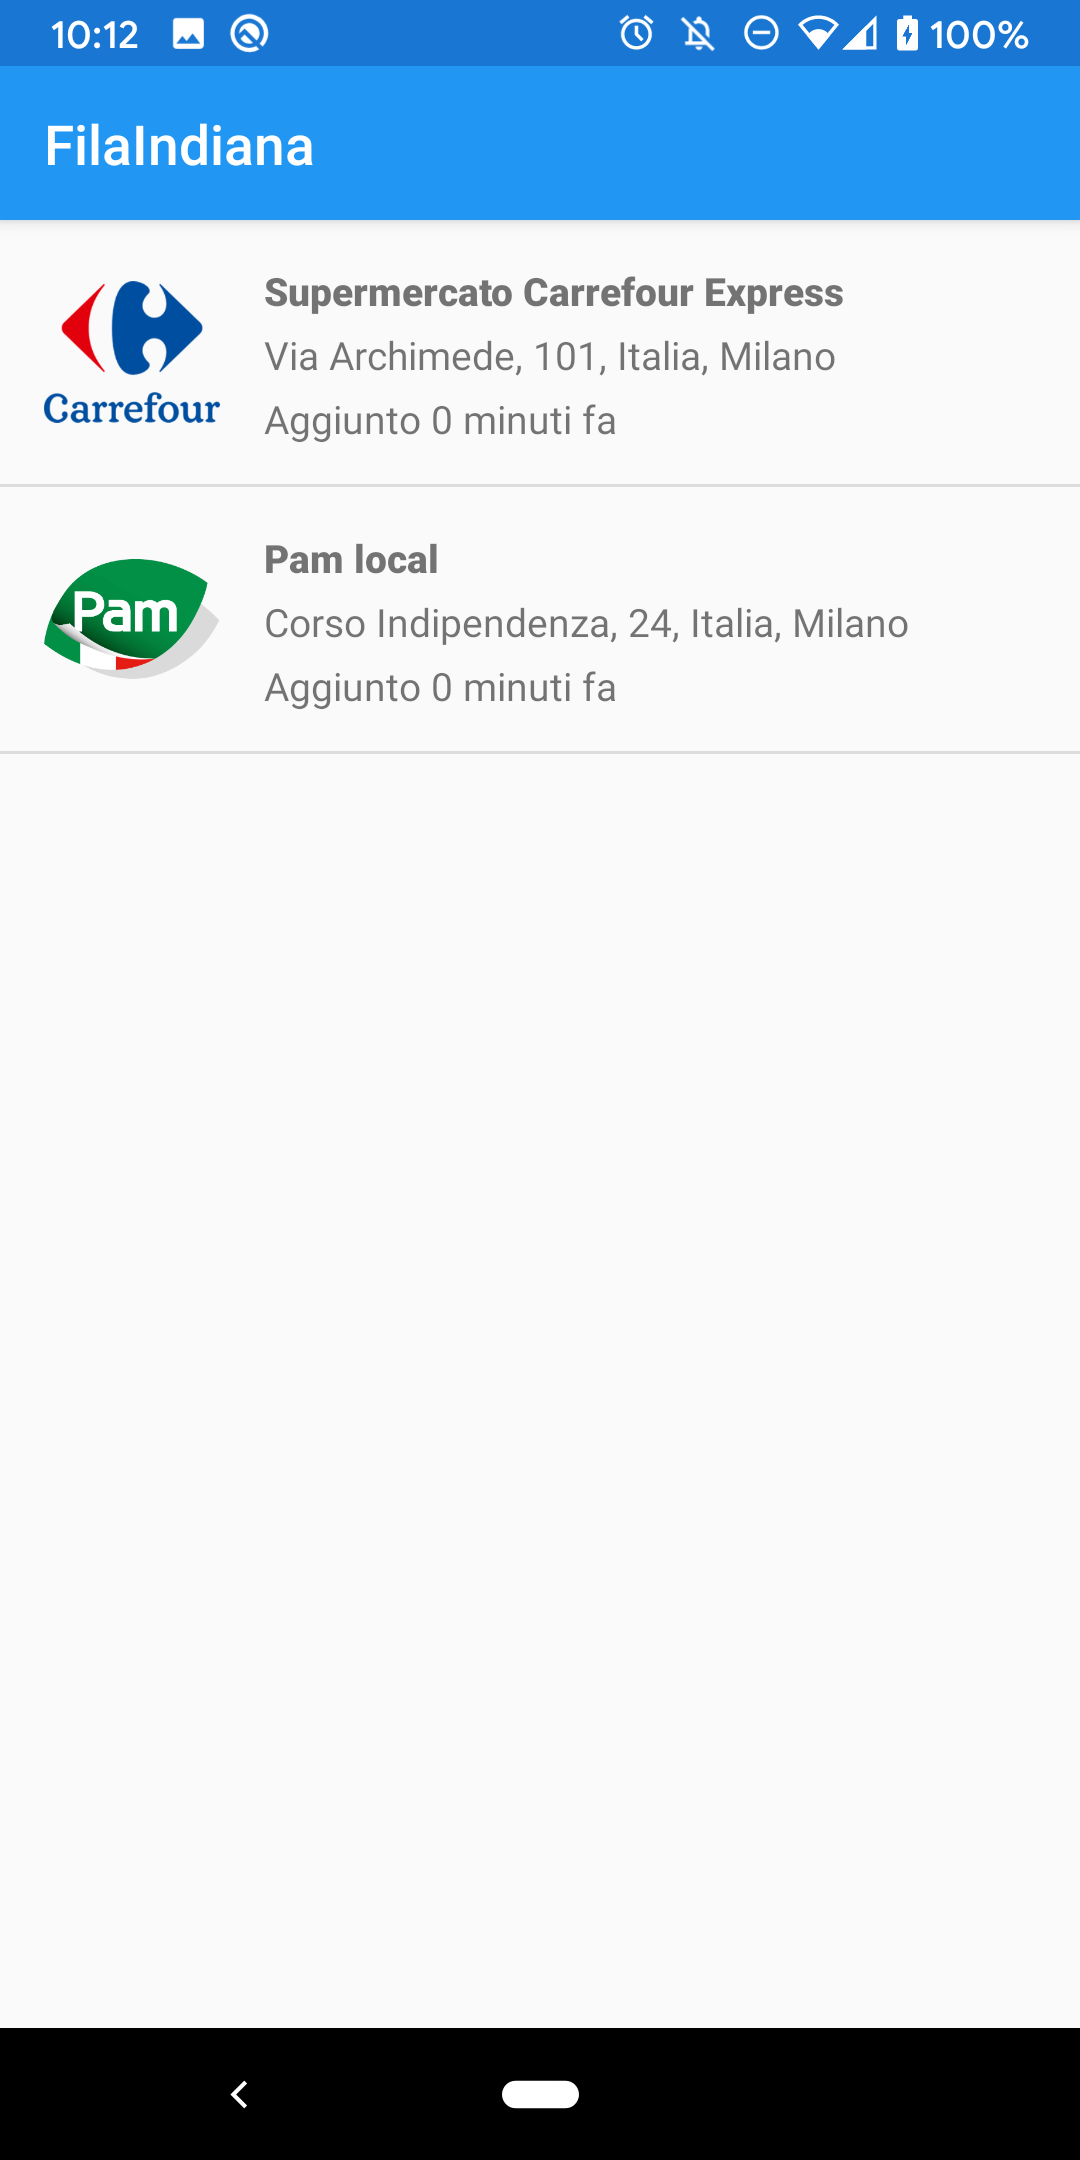 10:12 100%
FilaIndiana
Carrefour
Supermercato Carrefour Express
Via Archimede, 101, Italia, Milano
Aggiunto 0 minuti fa
Pam
Pam local
Corso Indipendenza, 24, Italia, Milano
Aggiunto 0 minuti fa